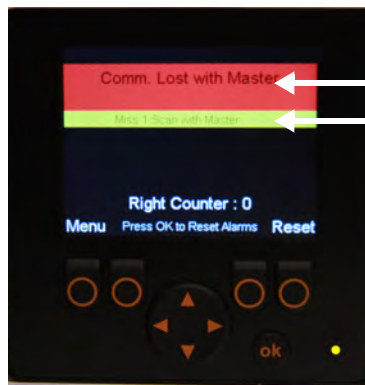 Comm. Lost with Master
Miss 1 Scan with Master
Right Counter : 0
Menu Press OK to Reset Alarms Reset
ok